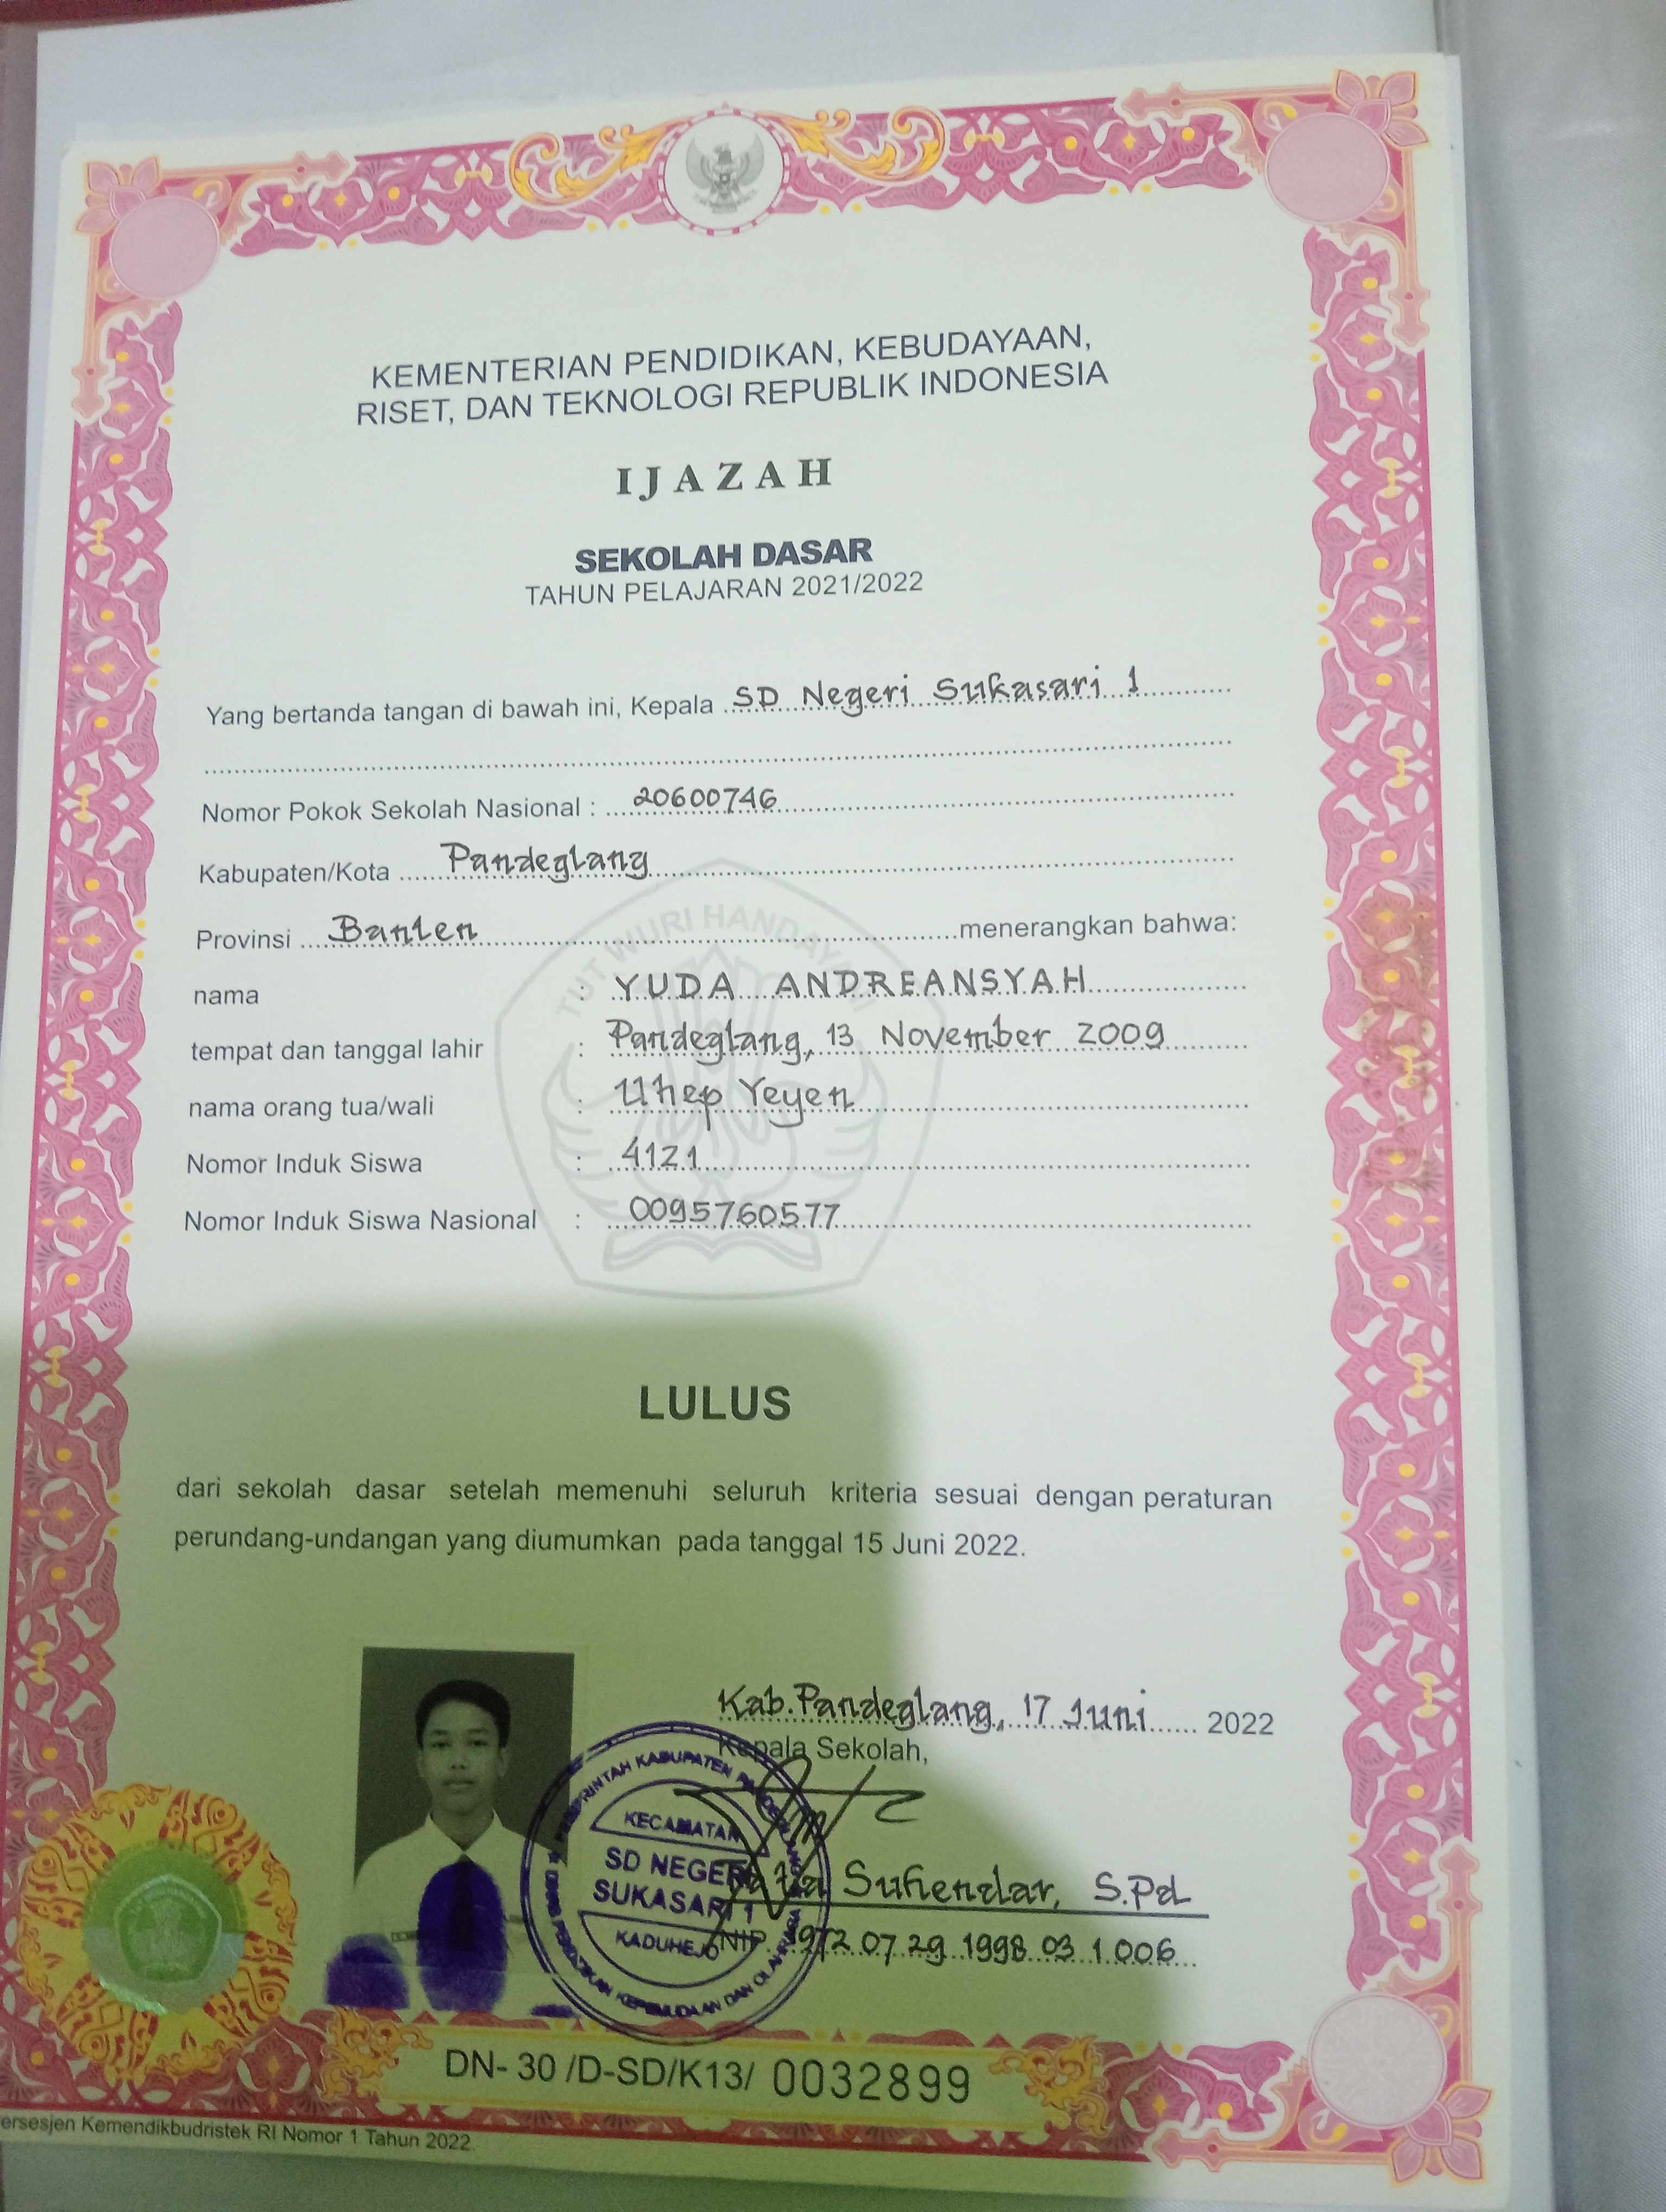 KEMENTERIAN PENDIDIKAN, KEBUDAYAAN,
RISET, DAN TEKNOLOGI REPUBLIK INDONESIA
IJAZAH
SEKOLAH DASAR
TAHUN PELAJARAN 2021/2022
Yang bertanda tangan di bawah ini, Kepala SD Negeri Sukasari 1
Nomor Pokok Sekolah Nasional : 20600746
Kabupaten/Kota Pandeglang
Provinsi Banten menerangkan bahwa:
nama : YUDA ANDREANSYAH
tempat dan tanggal lahir : Pandeglang, 13 November 2009
nama orang tua/wali : Uhep Yeyen
Nomor Induk Siswa : 4121
Nomor Induk Siswa Nasional : 0095760577
TUT WURI HANDAYANI
LULUS
dari sekolah dasar setelah memenuhi seluruh kriteria sesuai dengan peraturan
perundang-undangan yang diumumkan pada tanggal 15 Juni 2022.
Kab. Pandeglang, 17 Juni 2022
Kepala Sekolah,
PEMERINTAH KABUPATEN PANDEGLANG
KECAMATAN
SD NEGERI
SUKASARI 1
KADUHEJO
DINAS PENDIDIKAN KEPEMUDAAN DAN OLAHRAGA
Suhendar, S.Pd
NIP. 1972 07 29 1998 03 1 006
DN- 30 /D-SD/K13/ 0032899
ersesjen Kemendikbudristek RI Nomor 1 Tahun 2022